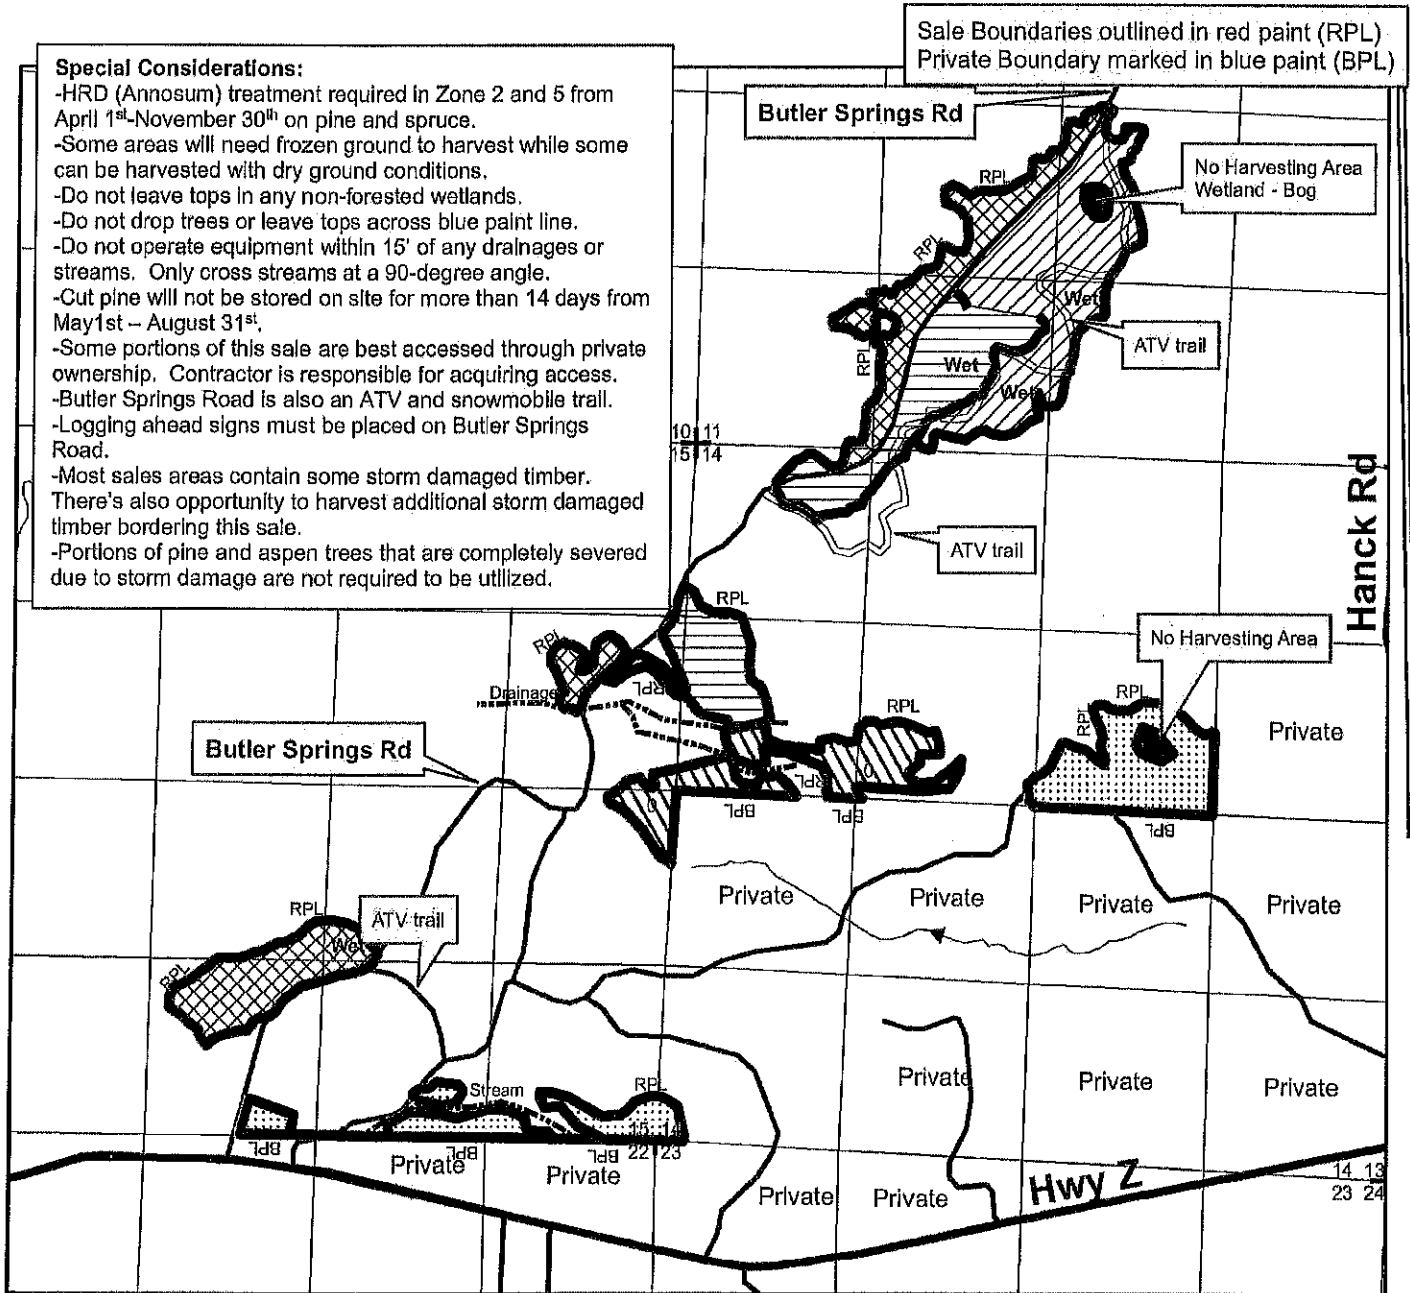 Sale Boundaries outlined in red paint (RPL)
Private Boundary marked in blue paint (BPL)
Special Considerations:
-HRD (Annosum) treatment required in Zone 2 and 5 from
April 1st-November 30th on pine and spruce.
-Some areas will need frozen ground to harvest while some
can be harvested with dry ground conditions.
-Do not leave tops in any non-forested wetlands.
-Do not drop trees or leave tops across blue paint line.
-Do not operate equipment within 15' of any drainages or
streams. Only cross streams at a 90-degree angle.
-Cut pine will not be stored on site for more than 14 days from
May1st – August 31st.
-Some portions of this sale are best accessed through private
ownership. Contractor is responsible for acquiring access.
-Butler Springs Road is also an ATV and snowmobile trail.
-Logging ahead signs must be placed on Butler Springs
Road.
-Most sales areas contain some storm damaged timber.
There's also opportunity to harvest additional storm damaged
timber bordering this sale.
-Portions of pine and aspen trees that are completely severed
due to storm damage are not required to be utilized.
Butler Springs Rd
No Harvesting Area
Wetland - Bog
RPL
RPL
Wet
ATV trail
RPL
Wet
Wet
10 11
15 14
Hanck Rd
ATV trail
RPL
No Harvesting Area
RPL
Drainage
RPL
RPL
RPL
RPL
Private
Butler Springs Rd
0
RPL
0
BPL
BPL
BPL
Private
Private
Private
Private
RPL
ATV trail
Wet
RPL
Private
Private
Private
Stream
RPL
15 14
22 23
BPL
BPL
BPL
Private
Private
Private
Private
Hwy Z
14 13
23 24